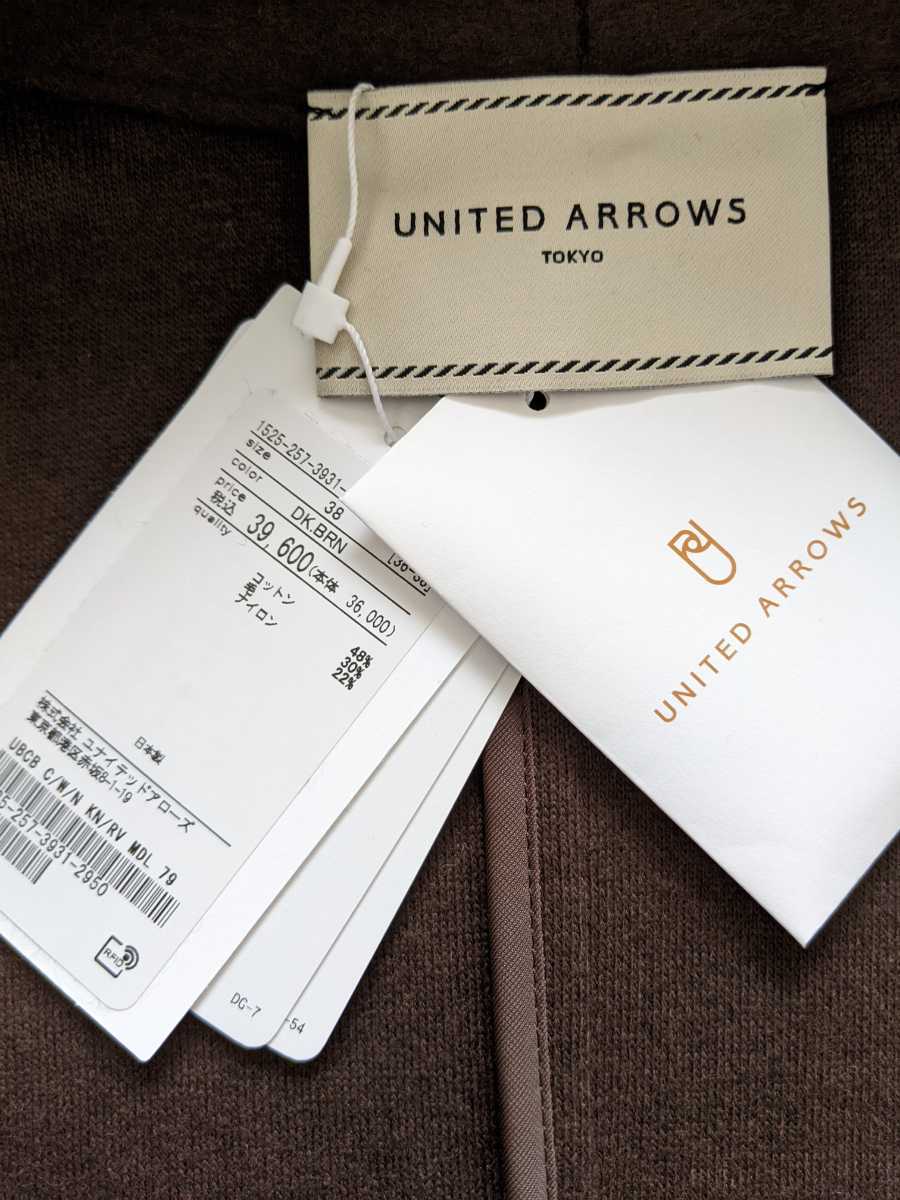 UNITED ARROWS
TOKYO
1525-257-3931-
size 38
color DK.BRN
price
税込 39,600(本体 36,000)
quality
コットン 48%
毛 30%
ナイロン 22%
日本製
株式会社 ユナイテッドアローズ
東京都港区赤坂8-1-19
UBCB C/W/N KN/RV MDL 79
5-257-3931-2950
RFID
DG-7
-54
UNITED ARROWS